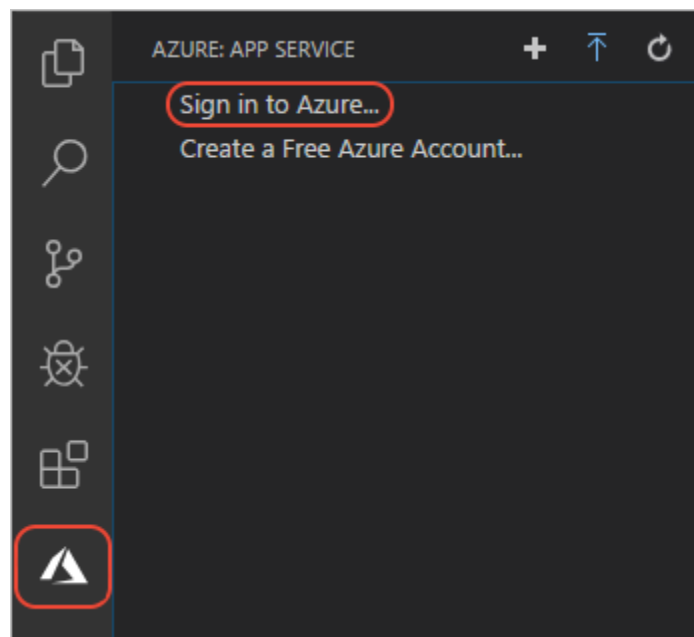 AZURE: APP SERVICE
Sign in to Azure...
Create a Free Azure Account...